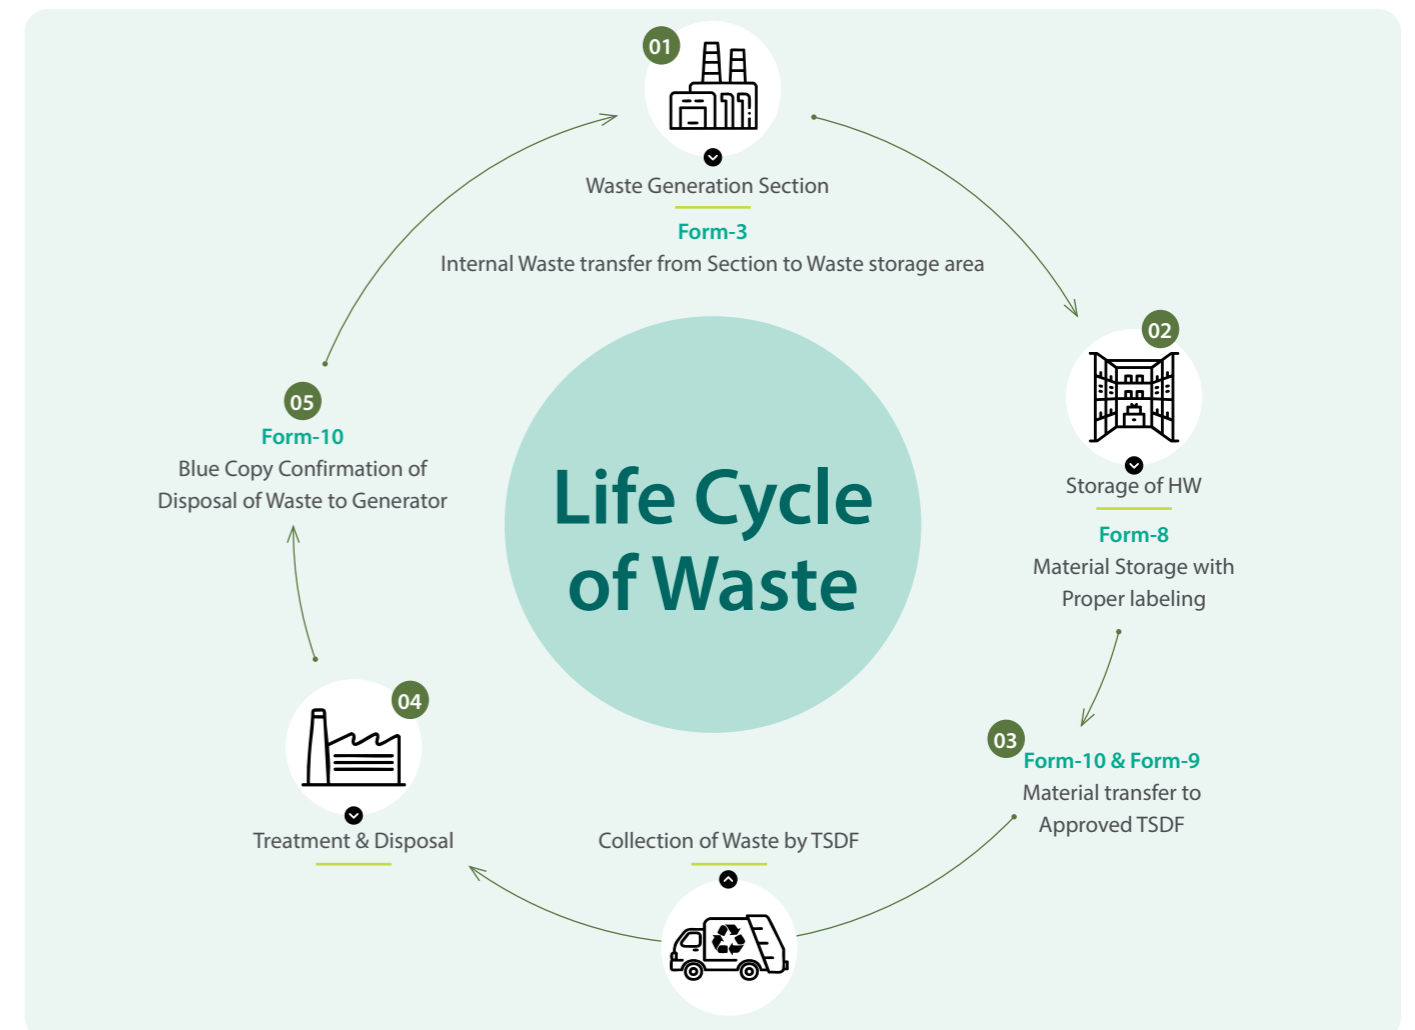 01
Waste Generation Section
Form-3
Internal Waste transfer from Section to Waste storage area
02
Storage of HW
Form-8
Material Storage with
Proper labeling
03
Form-10 & Form-9
Material transfer to
Approved TSDF
Collection of Waste by TSDF
04
Treatment & Disposal
05
Form-10
Blue Copy Confirmation of
Disposal of Waste to Generator
Life Cycle
of Waste